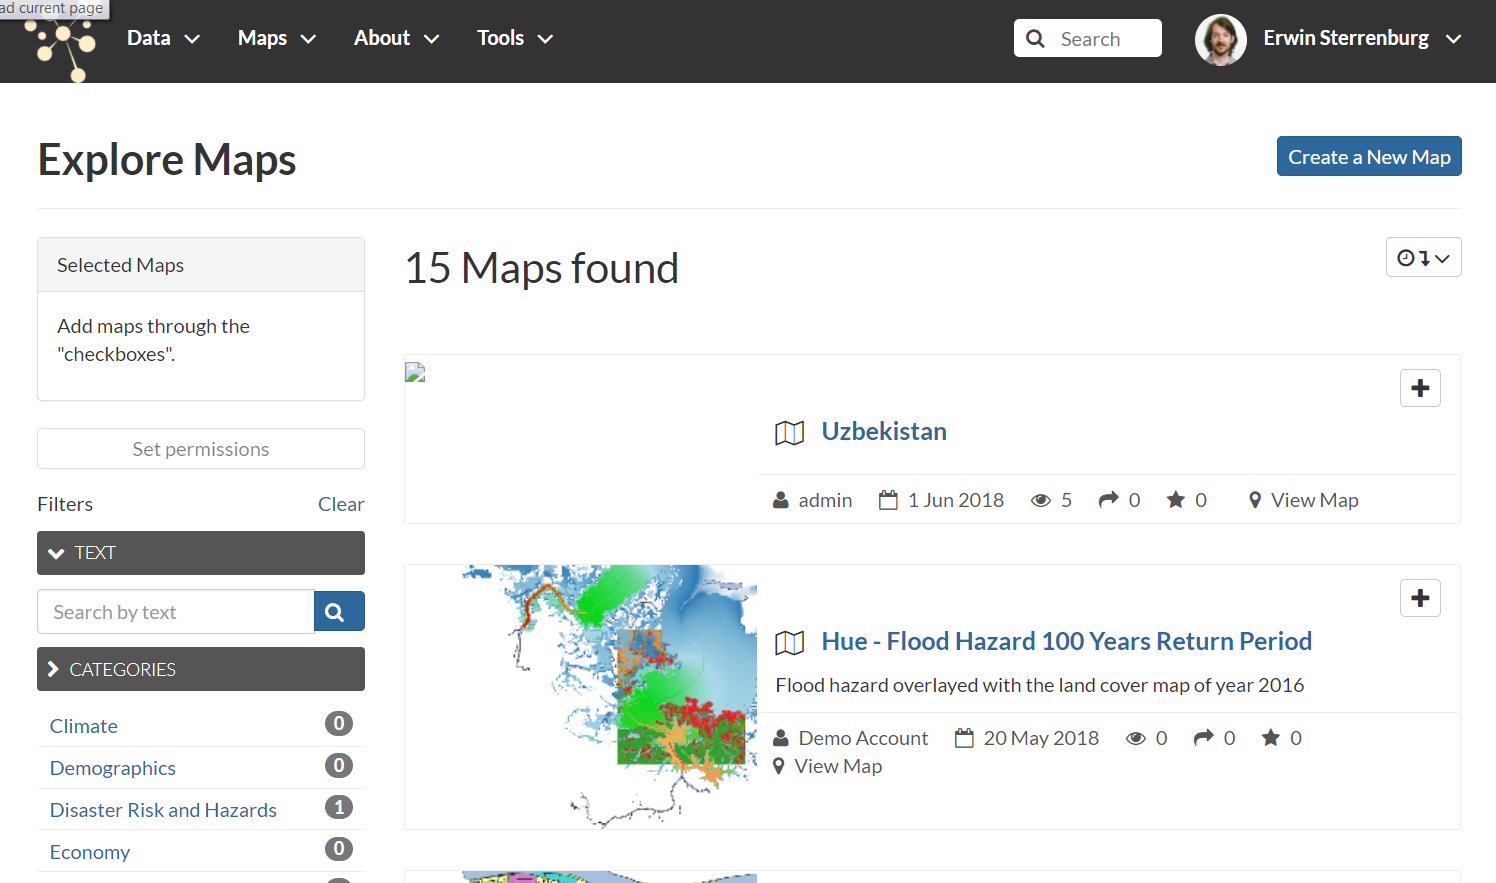 ad current page
Data Maps About Tools Search Erwin Sterrenburg
Explore Maps
Create a New Map
Selected Maps
Add maps through the
"checkboxes".
Set permissions
Filters Clear
TEXT
Search by text
CATEGORIES
Climate 0
Demographics 0
Disaster Risk and Hazards 1
Economy 0
15 Maps found
Uzbekistan
admin 1 Jun 2018 5 0 0 View Map
Hue - Flood Hazard 100 Years Return Period
Flood hazard overlayed with the land cover map of year 2016
Demo Account 20 May 2018 0 0 0
View Map